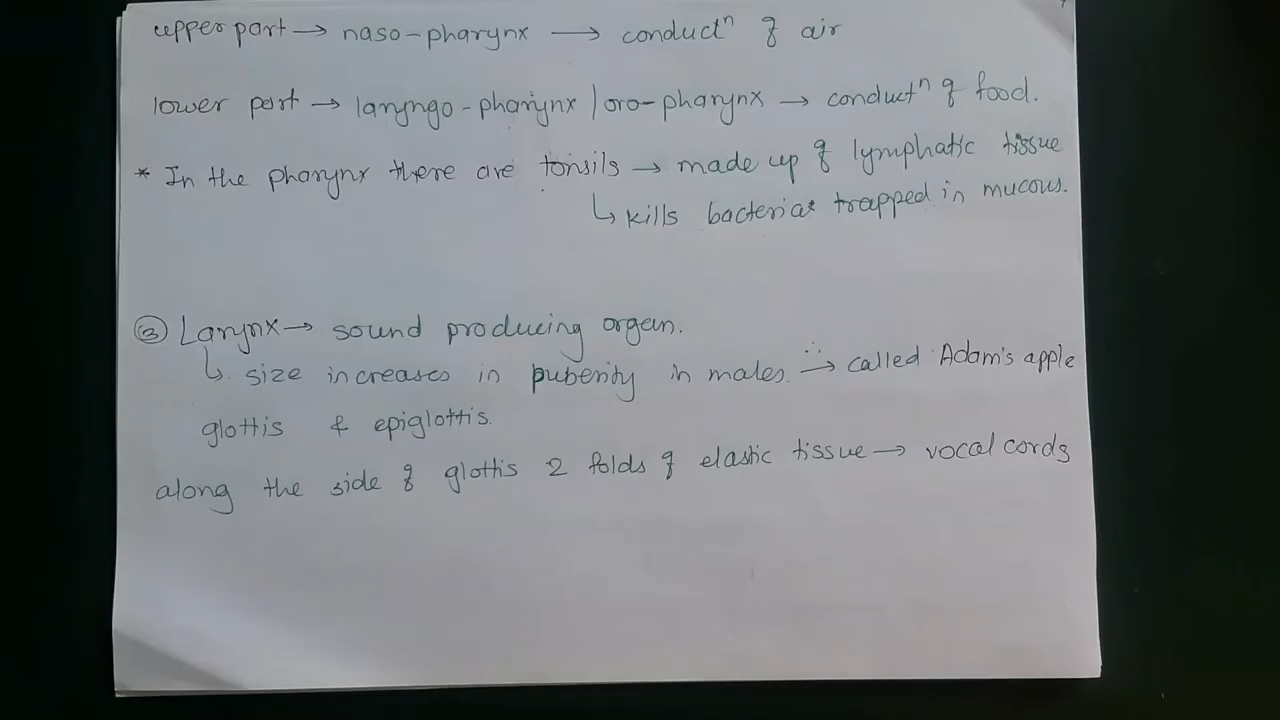 upper part → naso-pharynx → conductⁿ of air
lower part → laryngo-pharynx / oro-pharynx → conductⁿ of food.
* In the pharynx there are tonsils → made up of lymphatic tissue
↳ kills bacteria trapped in mucous.
③ Larynx → sound producing organ.
↳ size increases in puberity in males. ∴ → called Adam's apple
glottis & epiglottis.
along the side of glottis 2 folds of elastic tissue → vocal cords